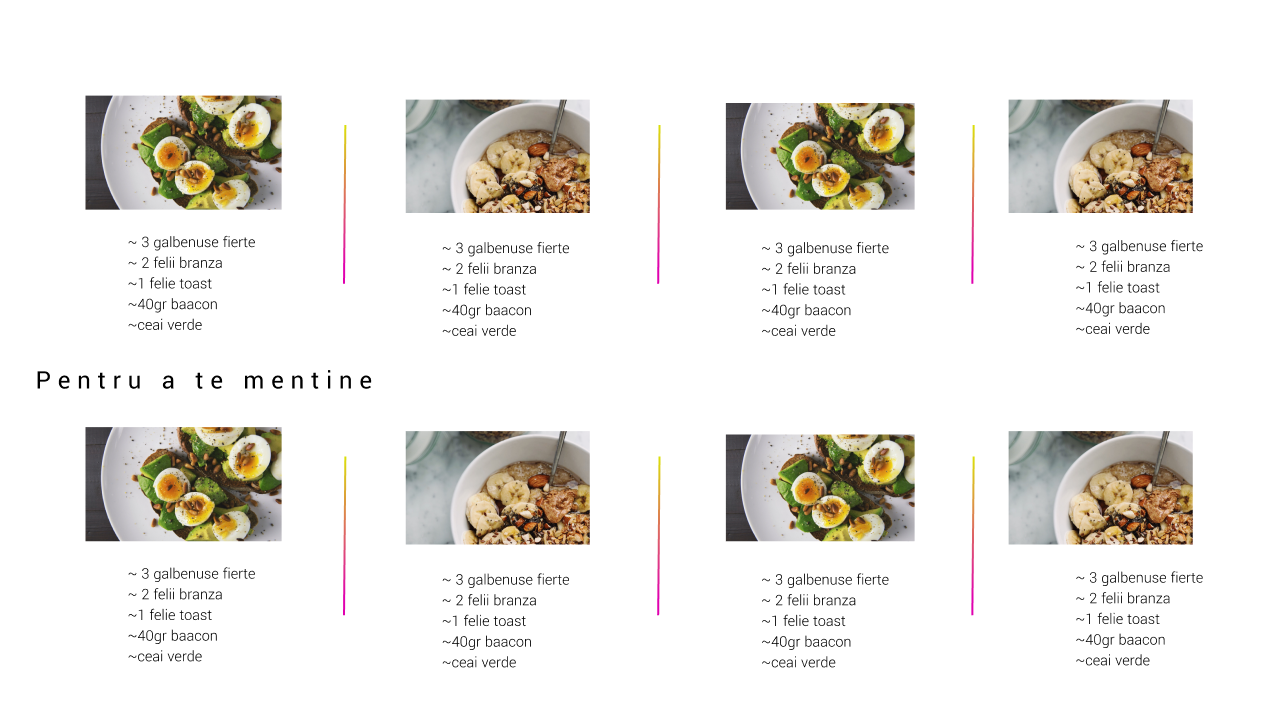 ~ 3 galbenuse fierte
~ 2 felii branza
~1 felie toast
~40gr baacon
~ceai verde
~ 3 galbenuse fierte
~ 2 felii branza
~1 felie toast
~40gr baacon
~ceai verde
~ 3 galbenuse fierte
~ 2 felii branza
~1 felie toast
~40gr baacon
~ceai verde
~ 3 galbenuse fierte
~ 2 felii branza
~1 felie toast
~40gr baacon
~ceai verde
Pentru a te mentine
~ 3 galbenuse fierte
~ 2 felii branza
~1 felie toast
~40gr baacon
~ceai verde
~ 3 galbenuse fierte
~ 2 felii branza
~1 felie toast
~40gr baacon
~ceai verde
~ 3 galbenuse fierte
~ 2 felii branza
~1 felie toast
~40gr baacon
~ceai verde
~ 3 galbenuse fierte
~ 2 felii branza
~1 felie toast
~40gr baacon
~ceai verde